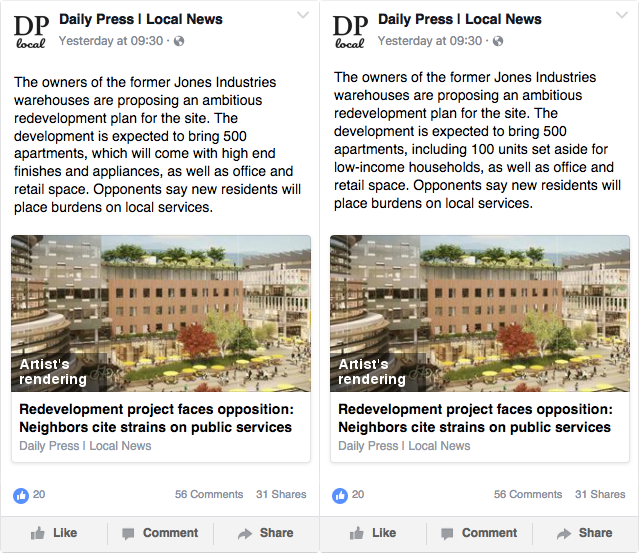 DP
local
Daily Press | Local News
Yesterday at 09:30 ·
The owners of the former Jones Industries
warehouses are proposing an ambitious
redevelopment plan for the site. The
development is expected to bring 500
apartments, which will come with high end
finishes and appliances, as well as office and
retail space. Opponents say new residents will
place burdens on local services.
Artist's
rendering
Redevelopment project faces opposition:
Neighbors cite strains on public services
Daily Press | Local News
20
56 Comments 31 Shares
Like Comment Share
DP
local
Daily Press | Local News
Yesterday at 09:30 ·
The owners of the former Jones Industries
warehouses are proposing an ambitious
redevelopment plan for the site. The
development is expected to bring 500
apartments, including 100 units set aside for
low-income households, as well as office and
retail space. Opponents say new residents will
place burdens on local services.
Artist's
rendering
Redevelopment project faces opposition:
Neighbors cite strains on public services
Daily Press | Local News
20
56 Comments 31 Shares
Like Comment Share